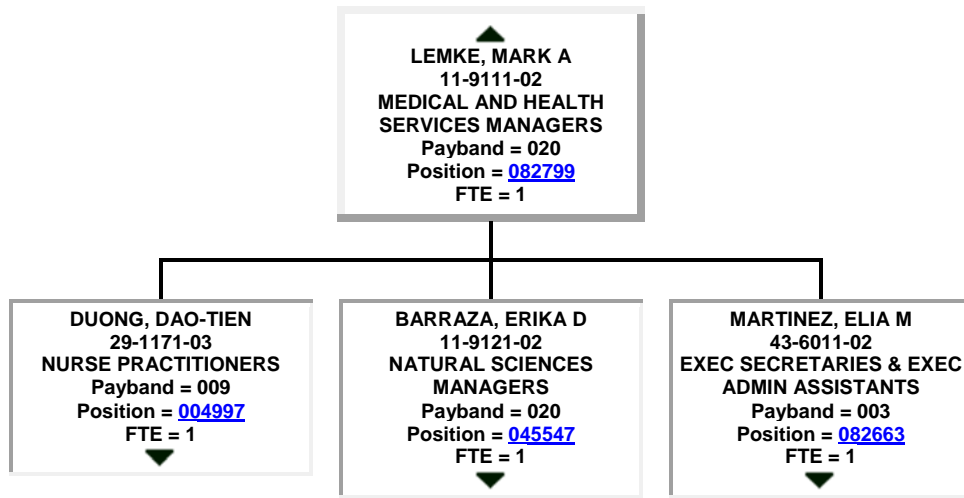 LEMKE, MARK A
11-9111-02
MEDICAL AND HEALTH
SERVICES MANAGERS
Payband = 020
Position = 082799
FTE = 1
DUONG, DAO-TIEN
29-1171-03
NURSE PRACTITIONERS
Payband = 009
Position = 004997
FTE = 1
BARRAZA, ERIKA D
11-9121-02
NATURAL SCIENCES
MANAGERS
Payband = 020
Position = 045547
FTE = 1
MARTINEZ, ELIA M
43-6011-02
EXEC SECRETARIES & EXEC
ADMIN ASSISTANTS
Payband = 003
Position = 082663
FTE = 1